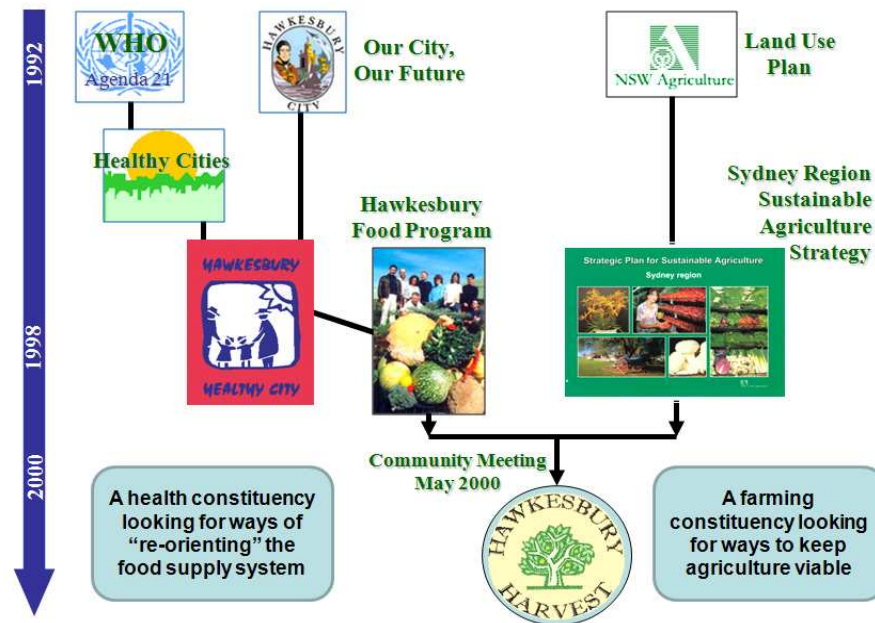 1992
1998
2000
WHO
Agenda 21
HAWKESBURY
CITY
Our City,
Our Future
NSW Agriculture
Land Use
Plan
Healthy Cities
Hawkesbury
Food Program
Sydney Region
Sustainable
Agriculture
Strategy
HAWKESBURY
HEALTHY CITY
Strategic Plan for Sustainable Agriculture
Sydney region
Community Meeting
May 2000
A health constituency
looking for ways of
“re-orienting” the
food supply system
HAWKESBURY
HARVEST
A farming
constituency looking
for ways to keep
agriculture viable